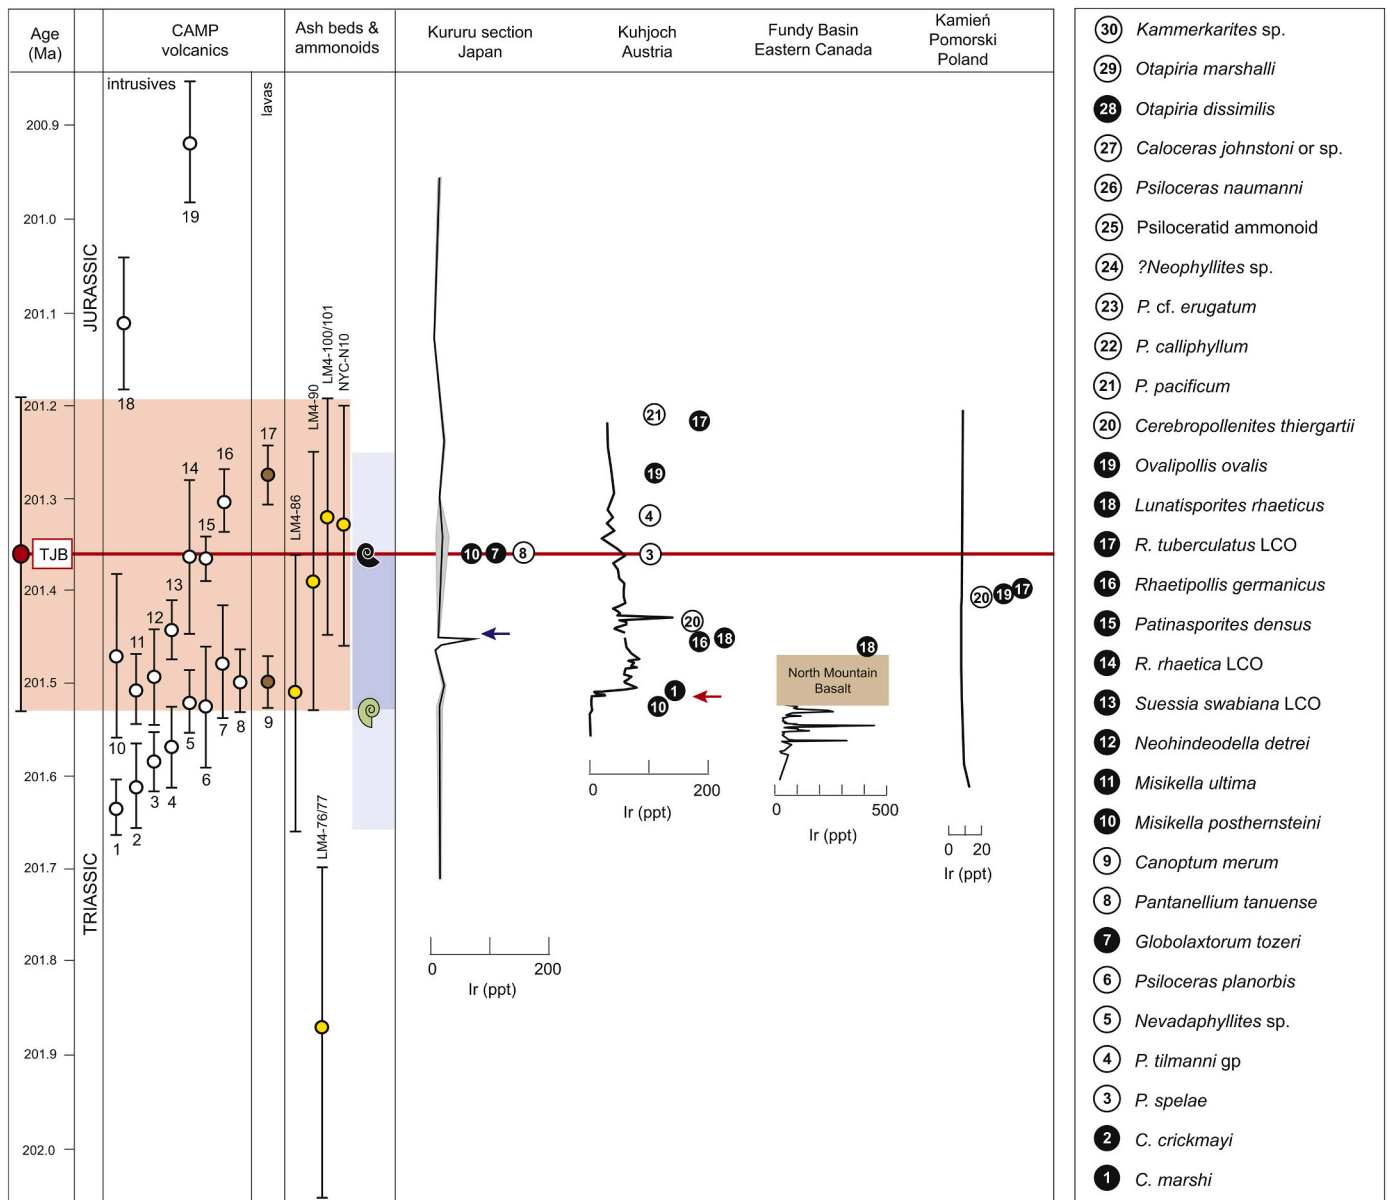 Age
(Ma)
CAMP
volcanics
Ash beds &
ammonoids
Kururu section
Japan
Kuhjoch
Austria
Fundy Basin
Eastern Canada
Kamień
Pomorski
Poland
intrusives
lavas
200.9
201.0
201.1
201.2
201.3
201.4
201.5
201.6
201.7
201.8
201.9
202.0
JURASSIC
TRIASSIC
TJB
19
18
17
16
14
15
13
12
11
10
9
8
7
6
5
4
3
2
1
LM4-100/101
NYC-N10
LM4-90
LM4-86
LM4-76/77
10 7 8
0 200
Ir (ppt)
21
17
19
4
3
20
16 18
1
10
0 200
Ir (ppt)
18
North Mountain
Basalt
0 500
Ir (ppt)
20 19 17
0 20
Ir (ppt)
30 Kammerkarites sp.
29 Otapiria marshalli
28 Otapiria dissimilis
27 Caloceras johnstoni or sp.
26 Psiloceras naumanni
25 Psiloceratid ammonoid
24 ?Neophyllites sp.
23 P. cf. erugatum
22 P. calliphyllum
21 P. pacificum
20 Cerebropollenites thiergartii
19 Ovalipollis ovalis
18 Lunatisporites rhaeticus
17 R. tuberculatus LCO
16 Rhaetipollis germanicus
15 Patinasporites densus
14 R. rhaetica LCO
13 Suessia swabiana LCO
12 Neohindeodella detrei
11 Misikella ultima
10 Misikella posthernsteini
9 Canoptum merum
8 Pantanellium tanuense
7 Globolaxtorum tozeri
6 Psiloceras planorbis
5 Nevadaphyllites sp.
4 P. tilmanni gp
3 P. spelae
2 C. crickmayi
1 C. marshi